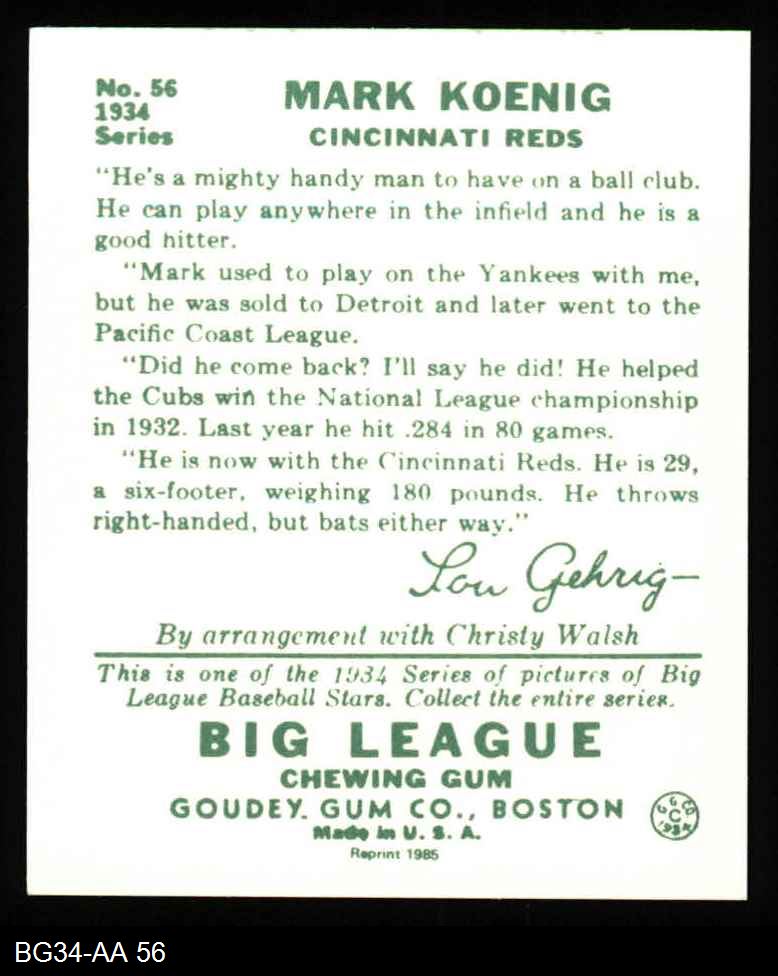 No. 56
1934
Series
MARK KOENIG
CINCINNATI REDS
"He's a mighty handy man to have on a ball club.
He can play anywhere in the infield and he is a
good hitter.
"Mark used to play on the Yankees with me,
but he was sold to Detroit and later went to the
Pacific Coast League.
"Did he come back? I'll say he did! He helped
the Cubs win the National League championship
in 1932. Last year he hit .284 in 80 games.
"He is now with the Cincinnati Reds. He is 29,
a six-footer, weighing 180 pounds. He throws
right-handed, but bats either way."
Lou Gehrig
By arrangement with Christy Walsh
This is one of the 1934 Series of pictures of Big
League Baseball Stars. Collect the entire series.
BIG LEAGUE
CHEWING GUM
GOUDEY. GUM CO., BOSTON
Made in U. S. A.
Reprint 1985
G G CO
C
1934
BG34-AA 56